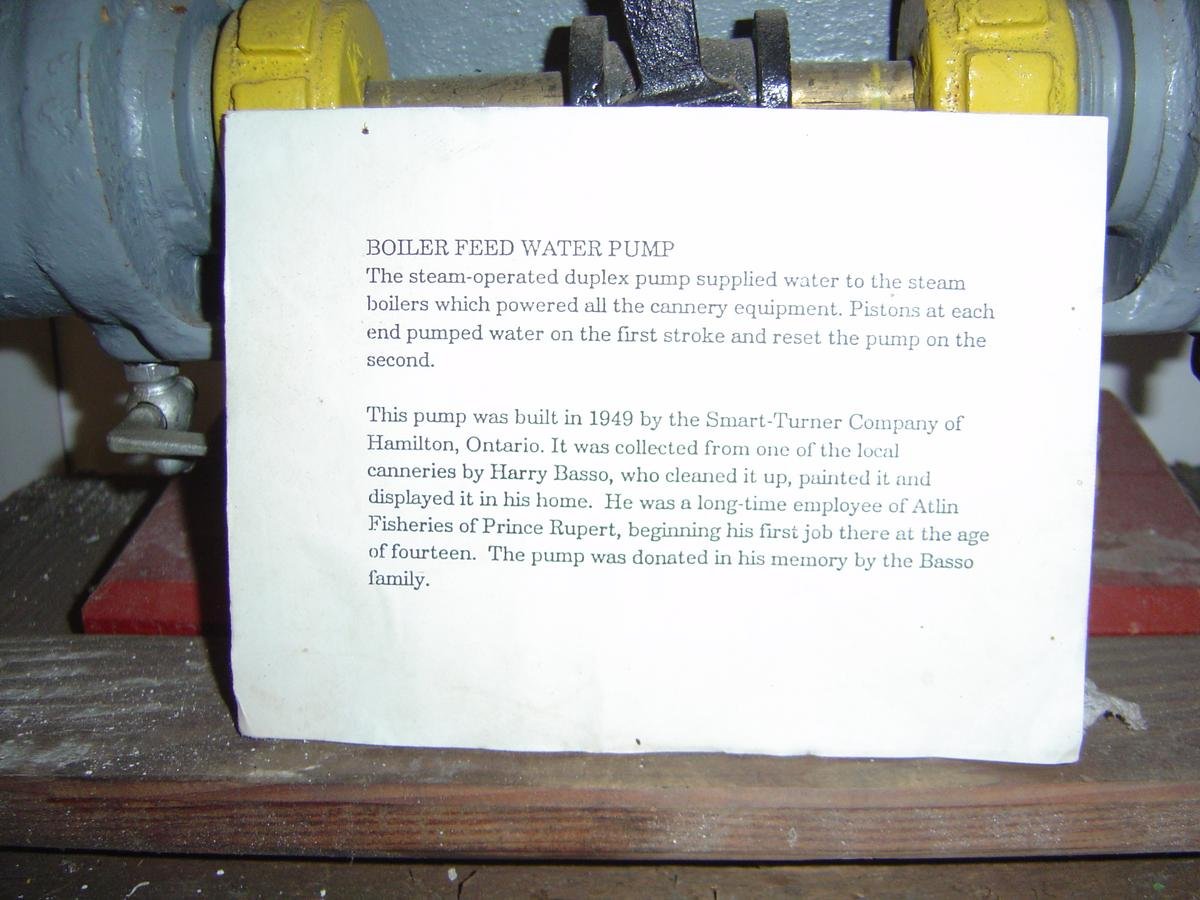 BOILER FEED WATER PUMP
The steam-operated duplex pump supplied water to the steam
boilers which powered all the cannery equipment. Pistons at each
end pumped water on the first stroke and reset the pump on the
second.

This pump was built in 1949 by the Smart-Turner Company of
Hamilton, Ontario. It was collected from one of the local
canneries by Harry Basso, who cleaned it up, painted it and
displayed it in his home. He was a long-time employee of Atlin
Fisheries of Prince Rupert, beginning his first job there at the age
of fourteen. The pump was donated in his memory by the Basso
family.